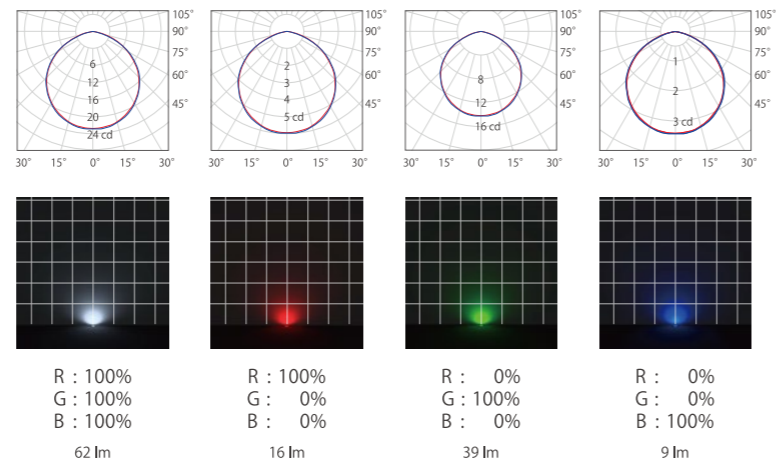 105°
90°
75°
60°
45°
6
12
16
20
24 cd
30° 15° 0° 15° 30°
105°
90°
75°
60°
45°
2
3
4
5 cd
30° 15° 0° 15° 30°
105°
90°
75°
60°
45°
8
12
16 cd
30° 15° 0° 15° 30°
105°
90°
75°
60°
45°
1
2
3 cd
30° 15° 0° 15° 30°
R : 100%
G : 100%
B : 100%
62 lm
R : 100%
G : 0%
B : 0%
16 lm
R : 0%
G : 100%
B : 0%
39 lm
R : 0%
G : 0%
B : 100%
9 lm